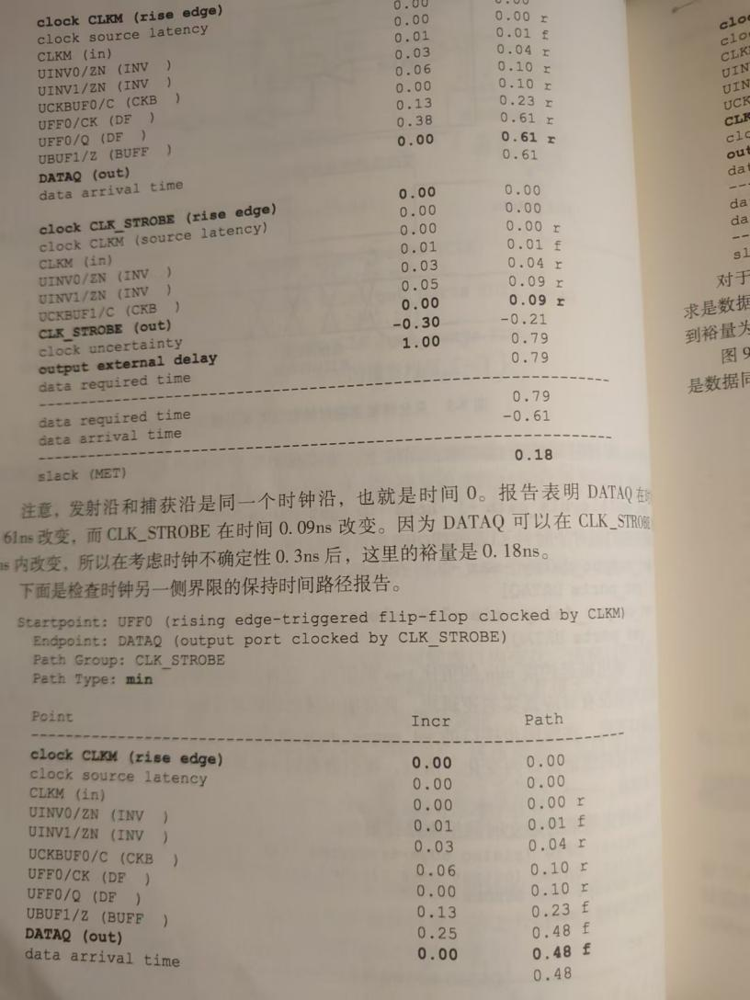 clock CLKM (rise edge) 0.00 0.00
clock source latency 0.00 0.00 r
CLKM (in) 0.01 0.01 f
UINV0/ZN (INV ) 0.03 0.04 r
UINV1/ZN (INV ) 0.06 0.10 r
UCKBUF0/C (CKB ) 0.00 0.10 r
UFF0/CK (DF ) 0.13 0.23 r
UFF0/Q (DF ) 0.38 0.61 r
UBUF1/Z (BUFF ) 0.00 0.61 r
DATAQ (out) 0.61
data arrival time
clock CLK_STROBE (rise edge) 0.00 0.00
clock CLKM (source latency) 0.00 0.00
CLKM (in) 0.00 0.00 r
UINV0/ZN (INV ) 0.01 0.01 f
UINV1/ZN (INV ) 0.03 0.04 r
UCKBUF1/C (CKB ) 0.05 0.09 r
CLK_STROBE (out) 0.00 0.09 r
clock uncertainty -0.30 -0.21
output external delay 1.00 0.79
data required time 0.79
data required time 0.79
data arrival time -0.61
slack (MET) 0.18
注意，发射沿和捕获沿是同一个时钟沿，也就是时间 0。报告表明 DATAQ 在时
61ns 改变，而 CLK_STROBE 在时间 0.09ns 改变。因为 DATAQ 可以在 CLK_STROBE
ns 内改变，所以在考虑时钟不确定性 0.3ns 后，这里的裕量是 0.18ns。
下面是检查时钟另一侧界限的保持时间路径报告。
Startpoint: UFF0 (rising edge-triggered flip-flop clocked by CLKM)
Endpoint: DATAQ (output port clocked by CLK_STROBE)
Path Group: CLK_STROBE
Path Type: min
Point Incr Path
clock CLKM (rise edge) 0.00 0.00
clock source latency 0.00 0.00
CLKM (in) 0.00 0.00 r
UINV0/ZN (INV ) 0.01 0.01 f
UINV1/ZN (INV ) 0.03 0.04 r
UCKBUF0/C (CKB ) 0.06 0.10 r
UFF0/CK (DF ) 0.00 0.10 r
UFF0/Q (DF ) 0.13 0.23 f
UBUF1/Z (BUFF ) 0.25 0.48 f
DATAQ (out) 0.00 0.48 f
data arrival time 0.48
cloc
clo
CLK
UIN
UIN
UCK
CLK
clo
out
dat
da
da
sl
对于
求是数据
到裕量为
图 9
是数据同